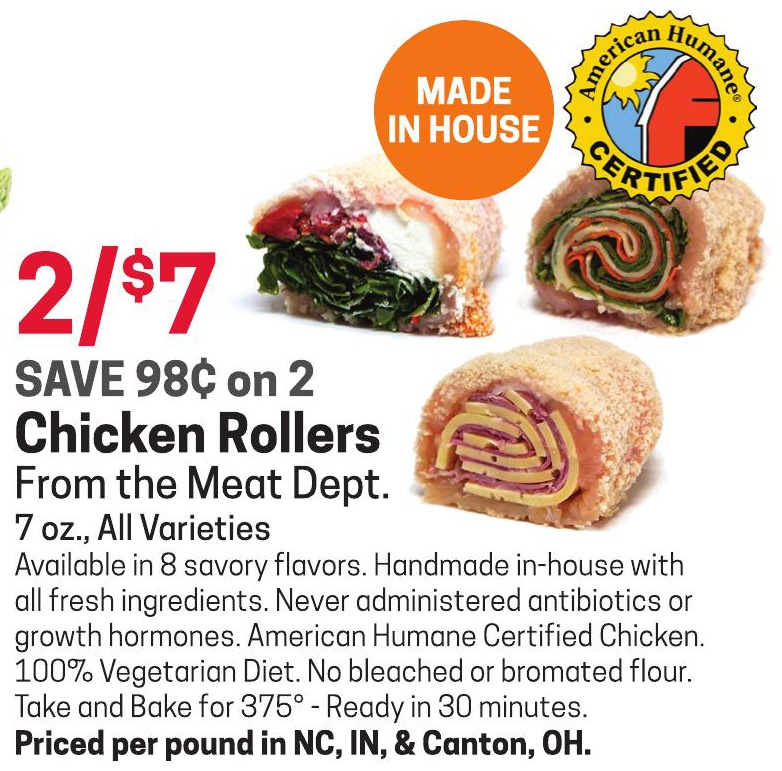 MADE
IN HOUSE
American Humane®
CERTIFIED
2/$7
SAVE 98¢ on 2
Chicken Rollers
From the Meat Dept.
7 oz., All Varieties
Available in 8 savory flavors. Handmade in-house with
all fresh ingredients. Never administered antibiotics or
growth hormones. American Humane Certified Chicken.
100% Vegetarian Diet. No bleached or bromated flour.
Take and Bake for 375° - Ready in 30 minutes.
Priced per pound in NC, IN, & Canton, OH.